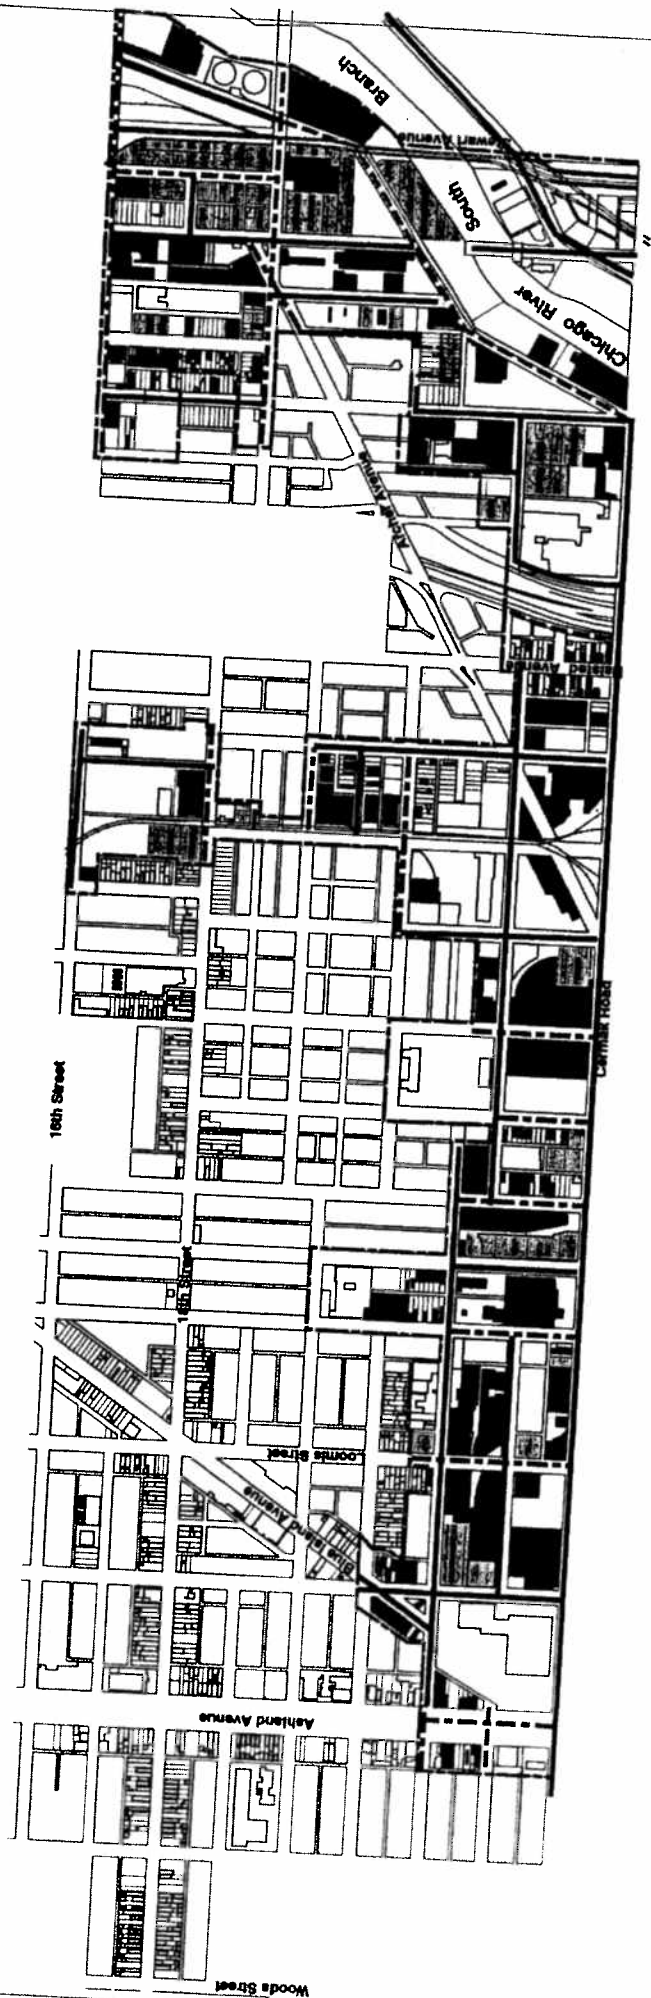 Branch
Stewart Avenue
South
Chicago River
Archer Avenue
Halsted Avenue
Cermak Road
16th Street
18th Street
Loomis Street
Blue Island Avenue
Ashland Avenue
Woods Street